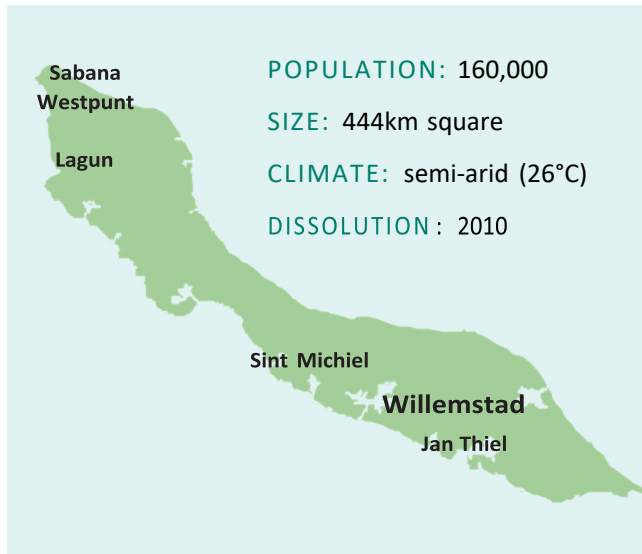 Sabana
Westpunt
Lagun
POPULATION: 160,000
SIZE: 444km square
CLIMATE: semi-arid (26°C)
DISSOLUTION : 2010
Sint Michiel
Willemstad
Jan Thiel